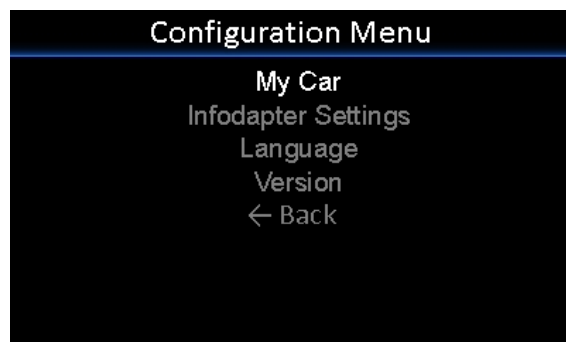 Configuration Menu
My Car
Infodapter Settings
Language
Version
← Back